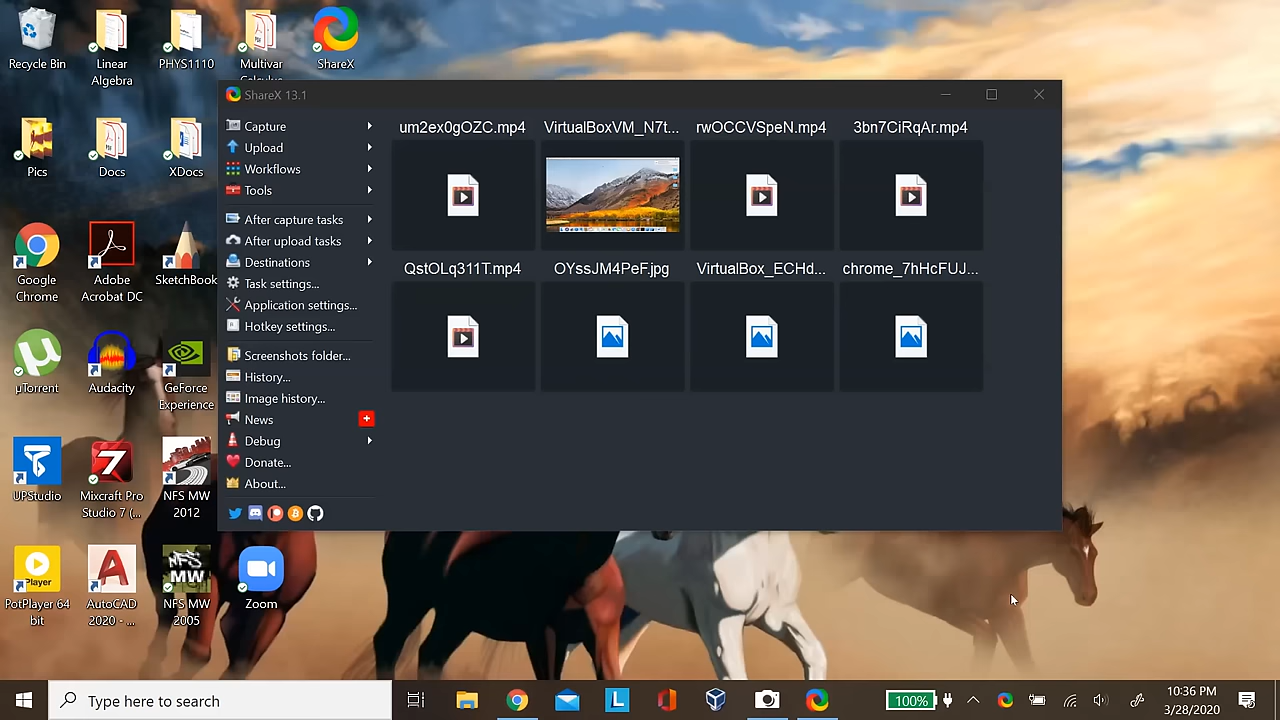 Recycle Bin
Linear
Algebra
PHYS1110
Multivar
Calculus
ShareX
Pics
Docs
XDocs
Google
Chrome
Adobe
Acrobat DC
SketchBook
µTorrent
Audacity
GeForce
Experience
UPStudio
Mixcraft Pro
Studio 7 (...
NFS MW
2012
Player
PotPlayer 64
bit
AutoCAD
2020 - ...
NFS
MW
NFS MW
2005
Zoom
ShareX 13.1
Capture
Upload
Workflows
Tools
After capture tasks
After upload tasks
Destinations
Task settings...
Application settings...
Hotkey settings...
Screenshots folder...
History...
Image history...
News
Debug
Donate...
About...
um2ex0gOZC.mp4
VirtualBoxVM_N7t...
rwOCCVSpeN.mp4
3bn7CiRqAr.mp4
QstOLq311T.mp4
OYssJM4PeF.jpg
VirtualBox_ECHd...
chrome_7hHcFUJ...
Type here to search
L
100%
10:36 PM
3/28/2020